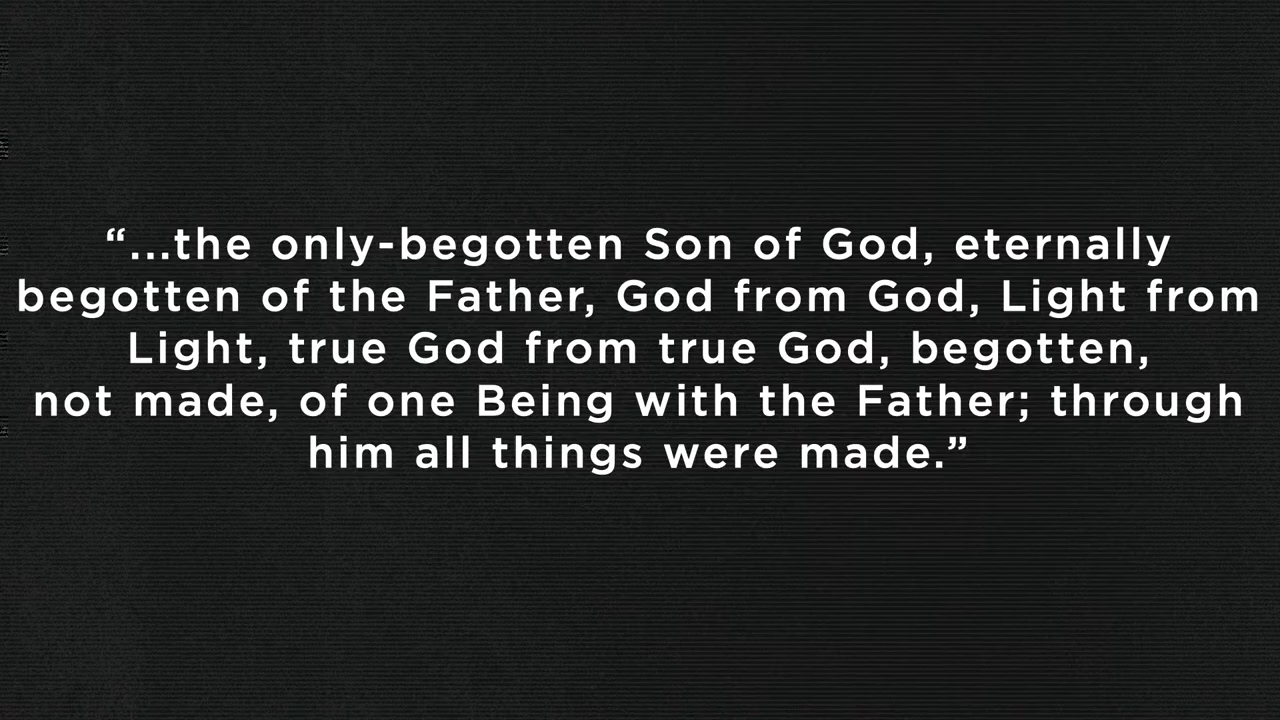 “...the only-begotten Son of God, eternally
begotten of the Father, God from God, Light from
Light, true God from true God, begotten,
not made, of one Being with the Father; through
him all things were made.”